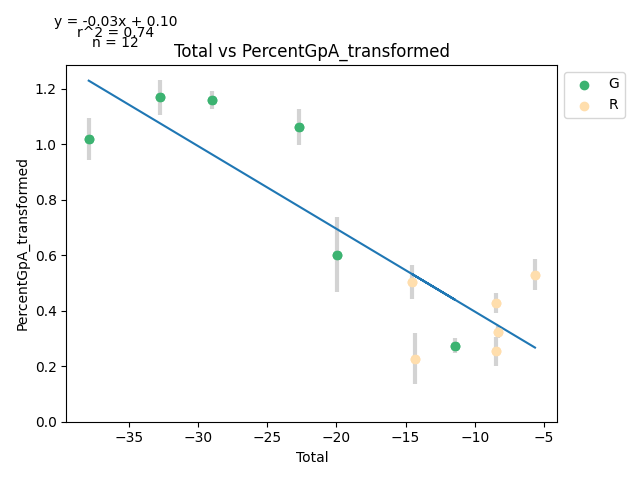 y = -0.03x + 0.10
r^2 = 0.74
n = 12
Total vs PercentGpA_transformed
G
R
PercentGpA_transformed
1.2
1.0
0.8
0.6
0.4
0.2
0.0
−35
−30
−25
−20
−15
−10
−5
Total